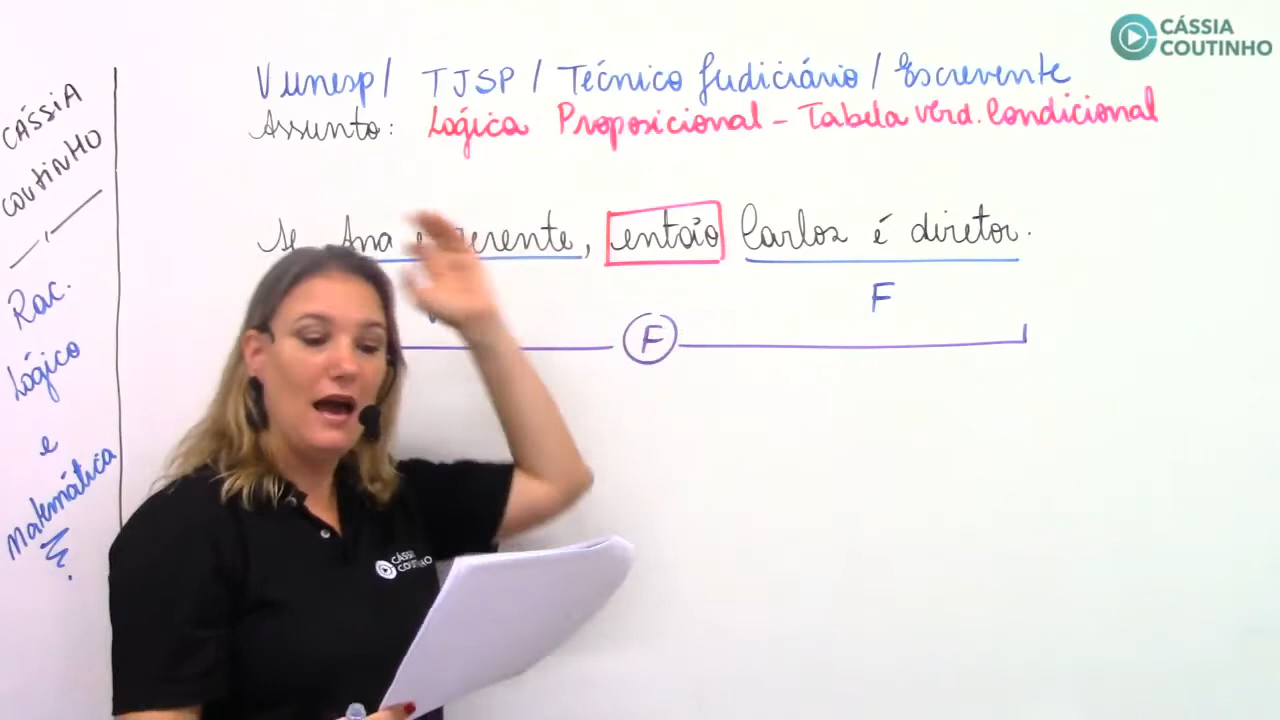 CÁSSIA
COUTINHO
Vunesp / TJSP / Técnico Judiciário / Escrevente
Assunto: Lógica Proposicional - Tabela verd. Condicional
CÁSSIA
COUTINHO
Rac.
Lógico
e
Matemática
Se Ana é gerente, então Carlos é diretor.
F
F
CÁSSIA
COUTINHO